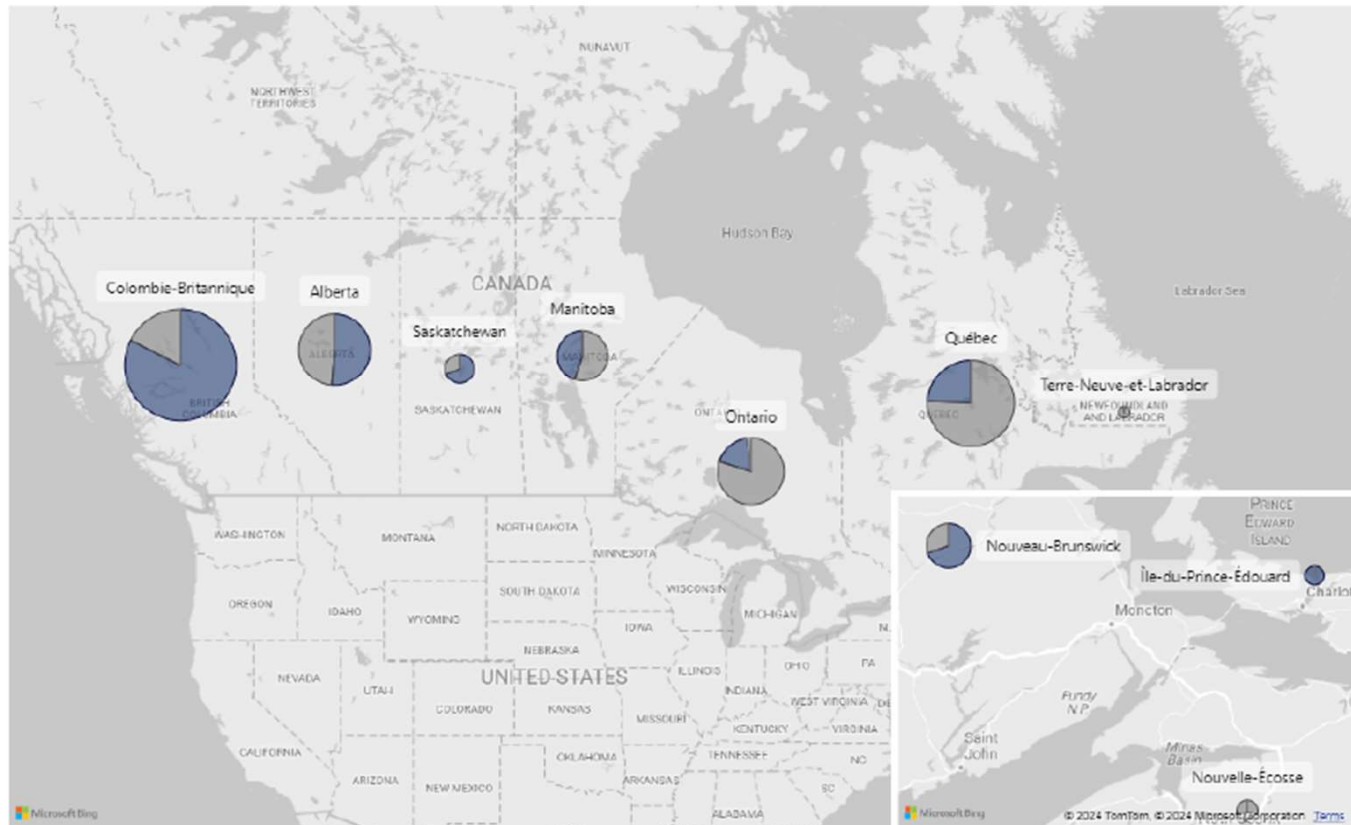 NUNAVUT
NORTHWEST
TERRITORIES
Hudson Bay
CANADA
Labrador Sea
Colombie-Britannique
Alberta
Saskatchewan
Manitoba
Québec
Terre-Neuve-et-Labrador
Ontario
ALBERTA
MANITOBA
BRITISH
COLUMBIA
SASKATCHEWAN
QUEBEC
NEWFOUNDLAND
AND LABRADOR
WASHINGTON
MONTANA
NORTH DAKOTA
MINNESOTA
OREGON
IDAHO
WYOMING
SOUTH DAKOTA
WISCONSIN
MICHIGAN
IOWA
NEBRASKA
NEVADA
UTAH
UNITED STATES
ILLINOIS
INDIANA
OHIO
PA
COLORADO
KANSAS
MISSOURI
WEST VIRGINIA
KENTUCKY
VIRGINIA
CALIFORNIA
OKLAHOMA
TENNESSEE
NC
ARIZONA
NEW MEXICO
ARKANSAS
SC
ALABAMA
Microsoft Bing
PRINCE
EDWARD
ISLAND
Nouveau-Brunswick
Île-du-Prince-Édouard
Charlot
Moncton
Fundy
N.P.
Saint
John
Minas
Basin
Nouvelle-Écosse
Microsoft Bing
© 2024 TomTom, © 2024 Microsoft Corporation Terms